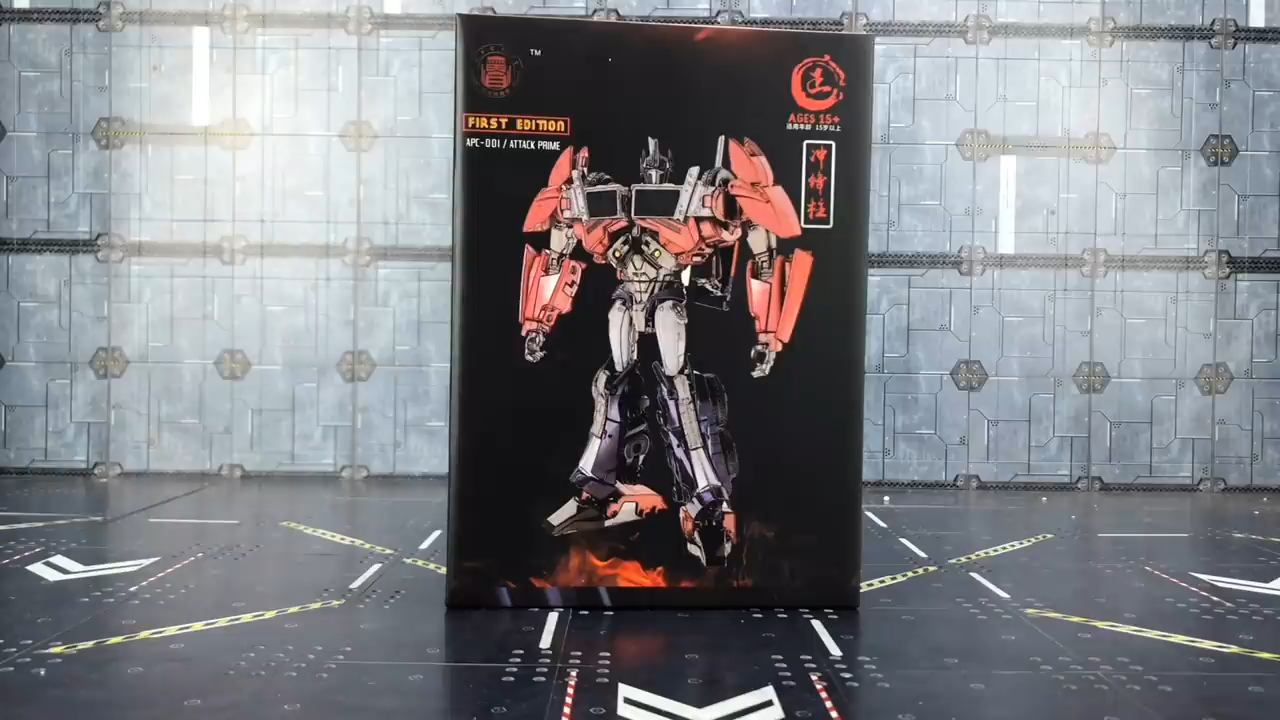 TM
FIRST EDITION
APC-001 / ATTACK PRIME
AGES 15+
适用年龄 15岁以上
冲锋柱